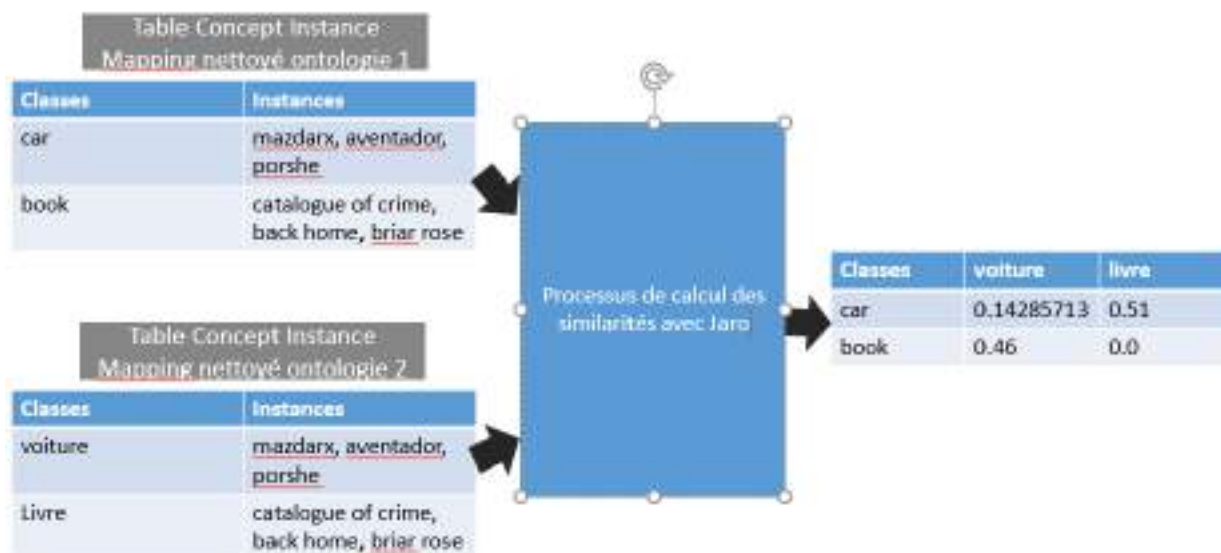 Table Concept Instance
Mapping nettoyé ontologie 1
Classes Instances
car mazdarx, aventador,
porshe
book catalogue of crime,
back home, briar rose
Table Concept Instance
Mapping nettoyé ontologie 2
Classes Instances
voiture mazdarx, aventador,
porshe
Livre catalogue of crime,
back home, briar rose
Processus de calcul des
similarités avec Jaro
Classes voiture livre
car 0.14285713 0.51
book 0.46 0.0